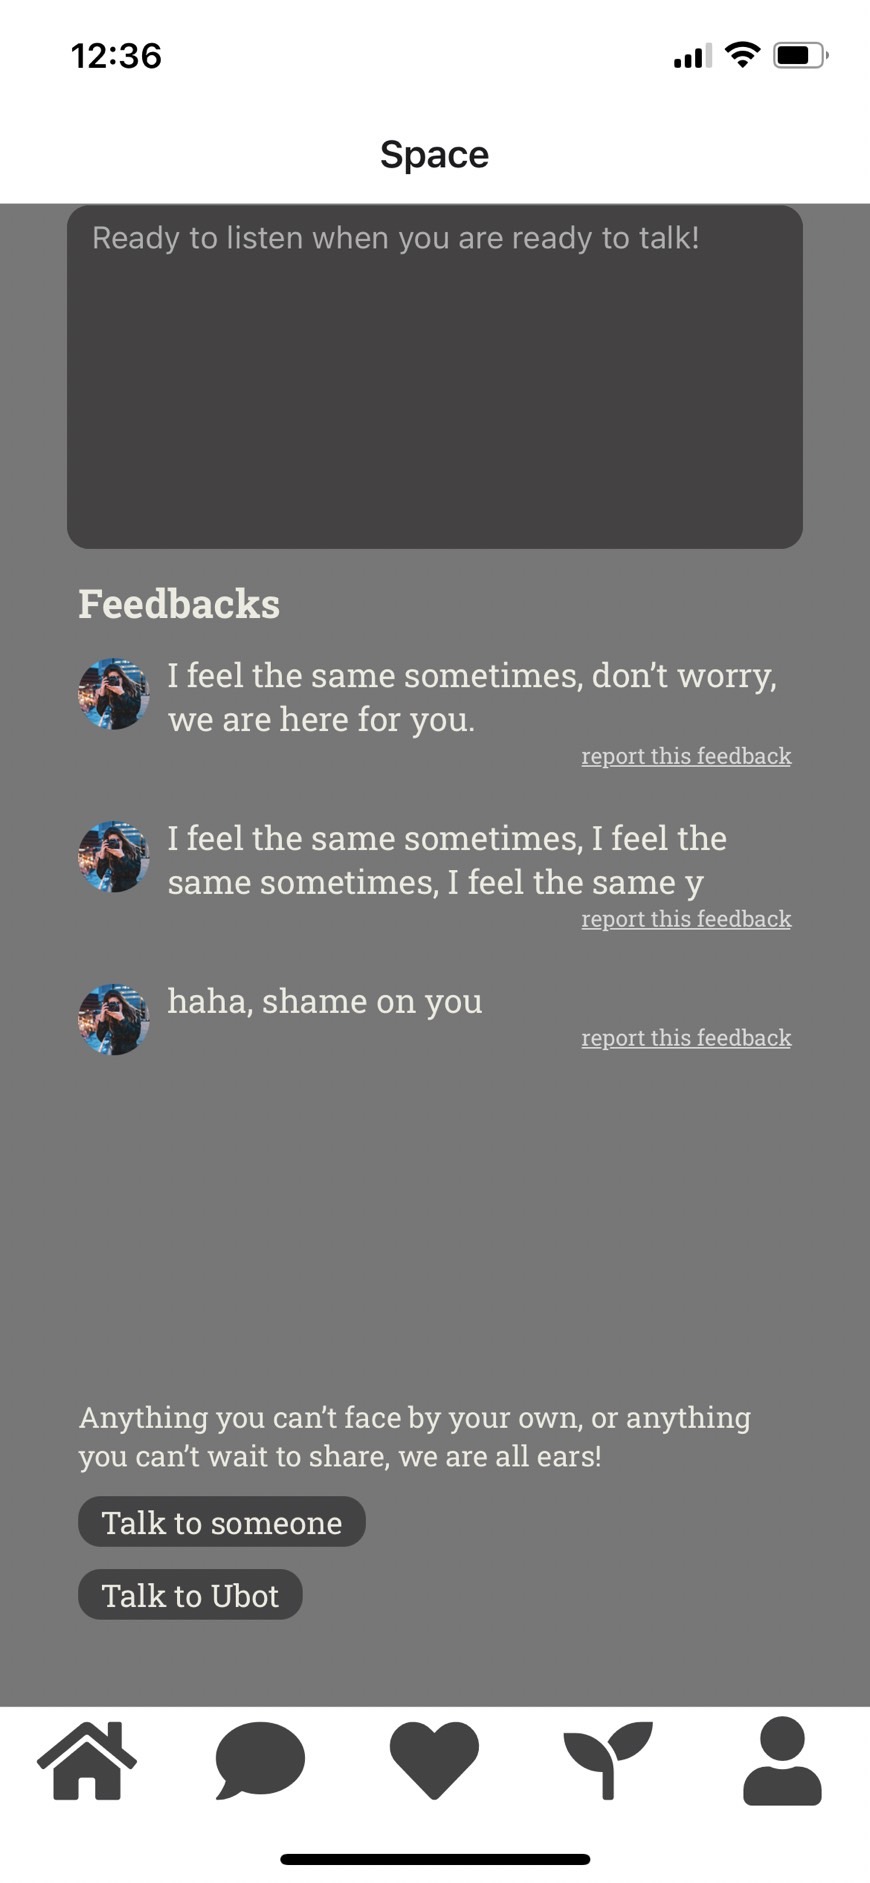 12:36
Space
Ready to listen when you are ready to talk!
Feedbacks
I feel the same sometimes, don’t worry,
we are here for you.
report this feedback
I feel the same sometimes, I feel the
same sometimes, I feel the same y
report this feedback
haha, shame on you
report this feedback
Anything you can’t face by your own, or anything
you can’t wait to share, we are all ears!
Talk to someone
Talk to Ubot